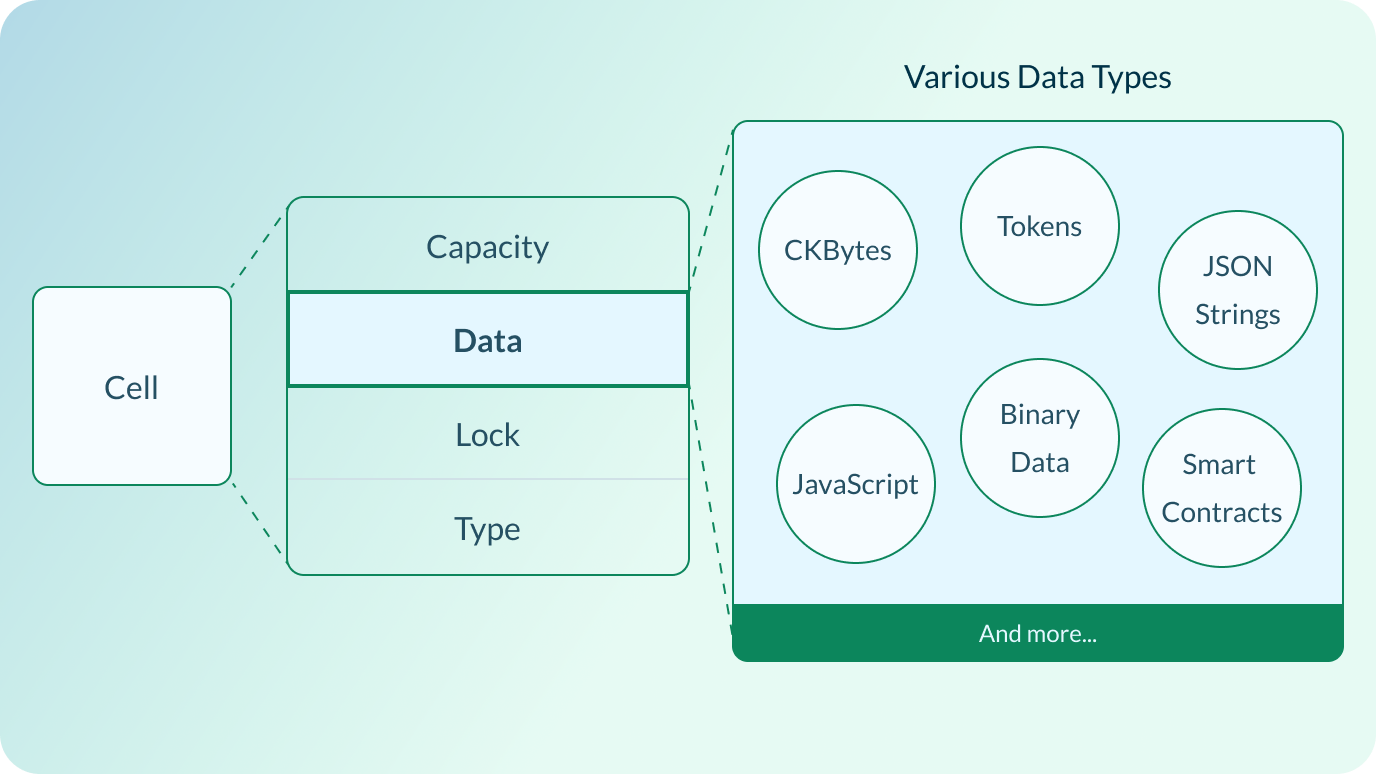 Various Data Types
Cell
Capacity
Data
Lock
Type
CKBytes
Tokens
JSON
Strings
JavaScript
Binary
Data
Smart
Contracts
And more...